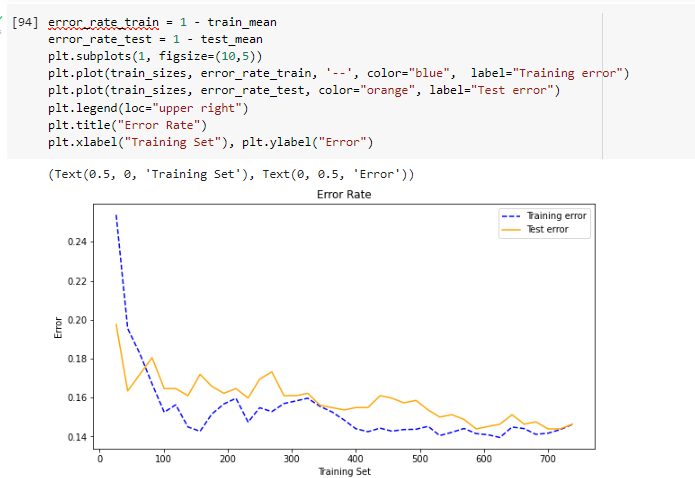 [94] error_rate_train = 1 - train_mean
error_rate_test = 1 - test_mean
plt.subplots(1, figsize=(10,5))
plt.plot(train_sizes, error_rate_train, '--', color="blue",  label="Training error")
plt.plot(train_sizes, error_rate_test, color="orange", label="Test error")
plt.legend(loc="upper right")
plt.title("Error Rate")
plt.xlabel("Training Set"), plt.ylabel("Error")
(Text(0.5, 0, 'Training Set'), Text(0, 0.5, 'Error'))
Error Rate
Training error
Test error
0.24
0.22
0.20
0.18
0.16
0.14
Error
0 100 200 300 400 500 600 700
Training Set